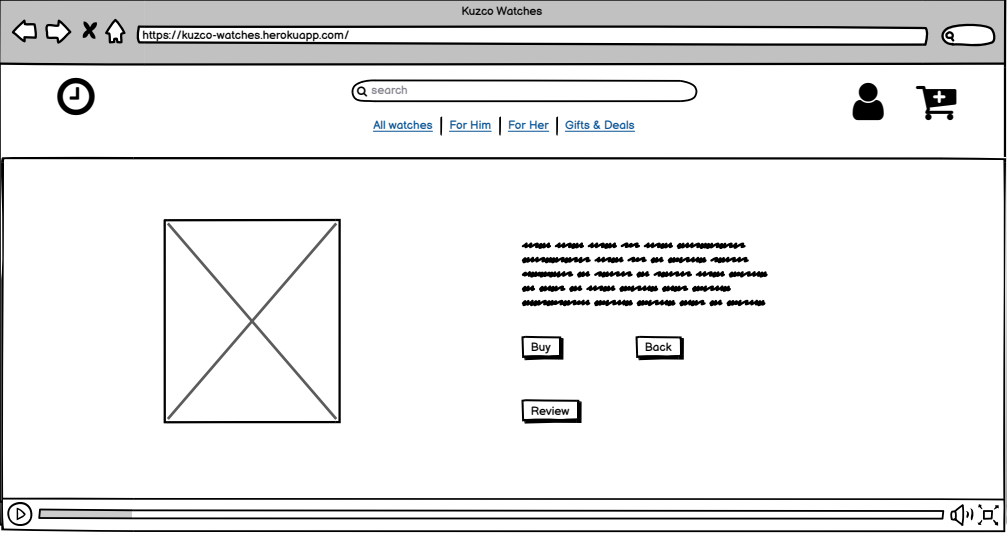 Kuzco Watches
https://kuzco-watches.herokuapp.com/
search
All watches | For Him | For Her | Gifts & Deals
Buy Back
Review